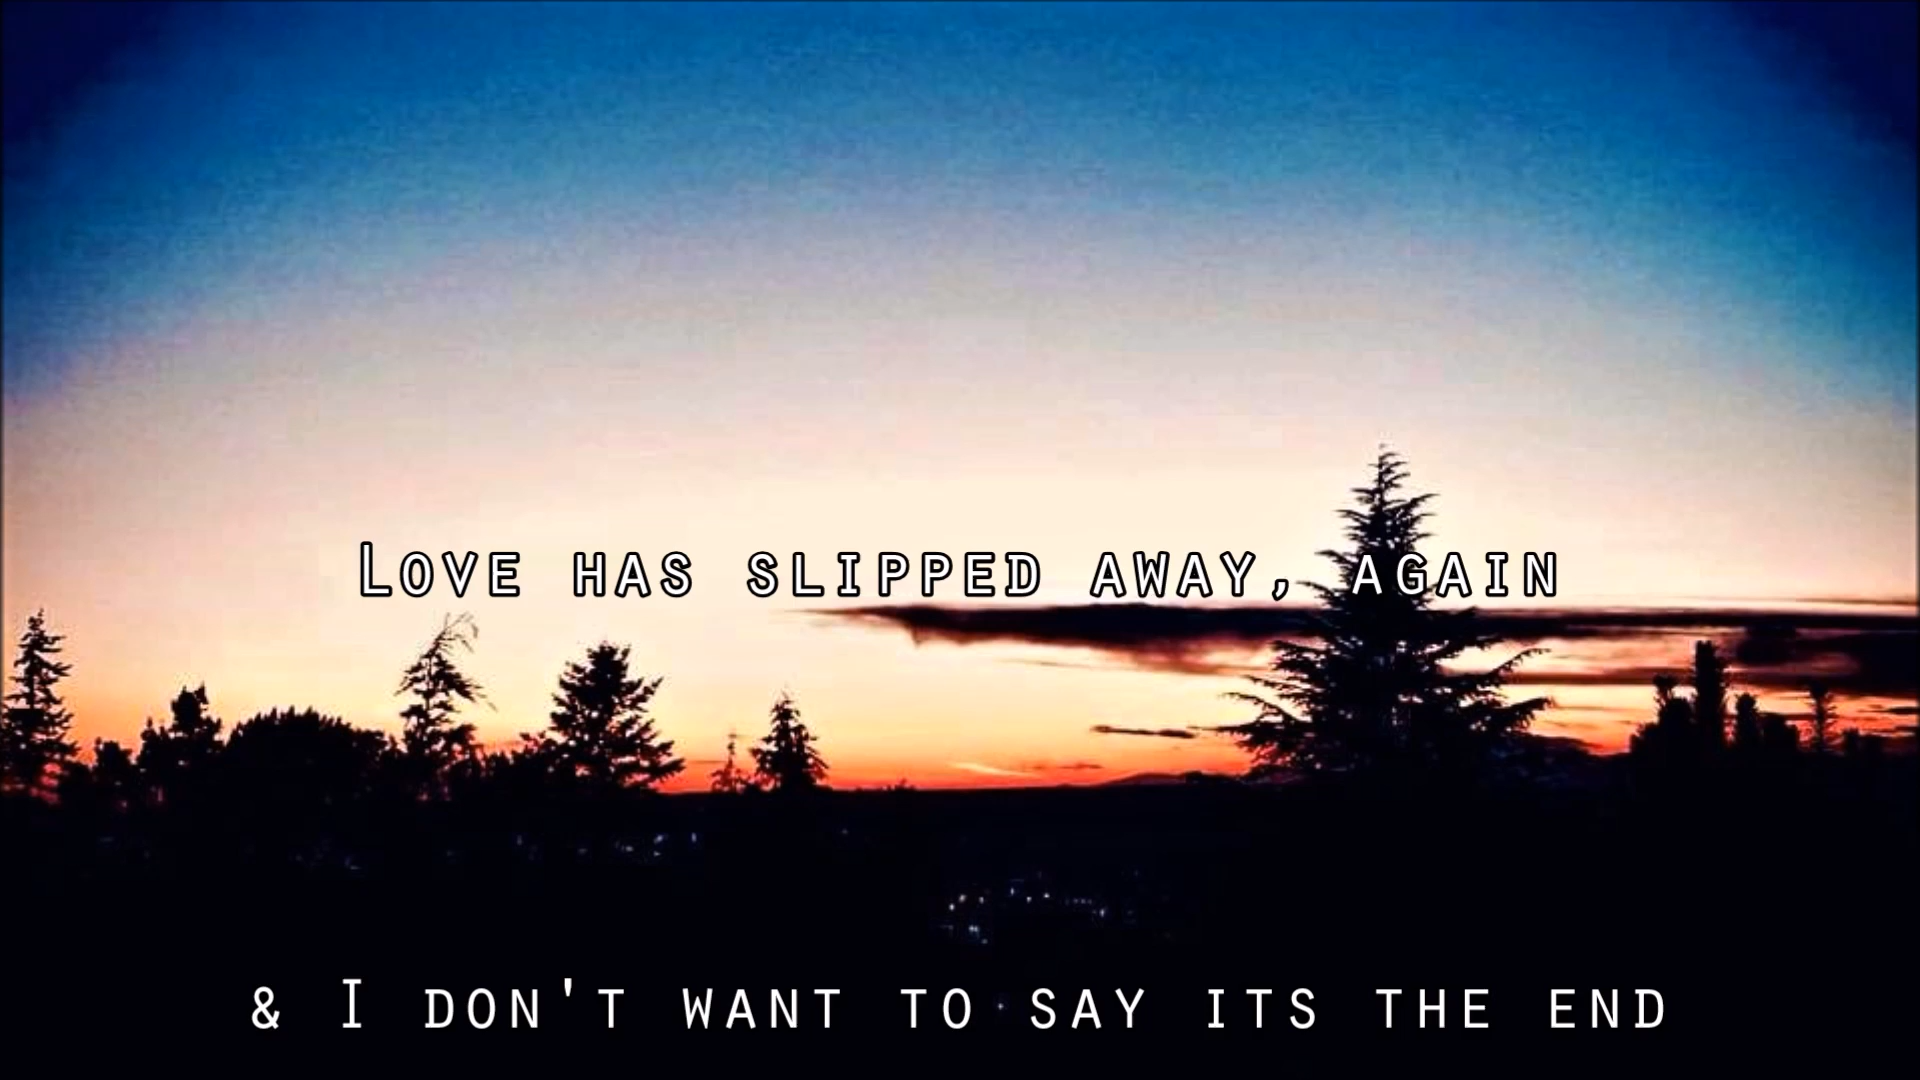 Love has slipped away, again
& I don't want to say its the end